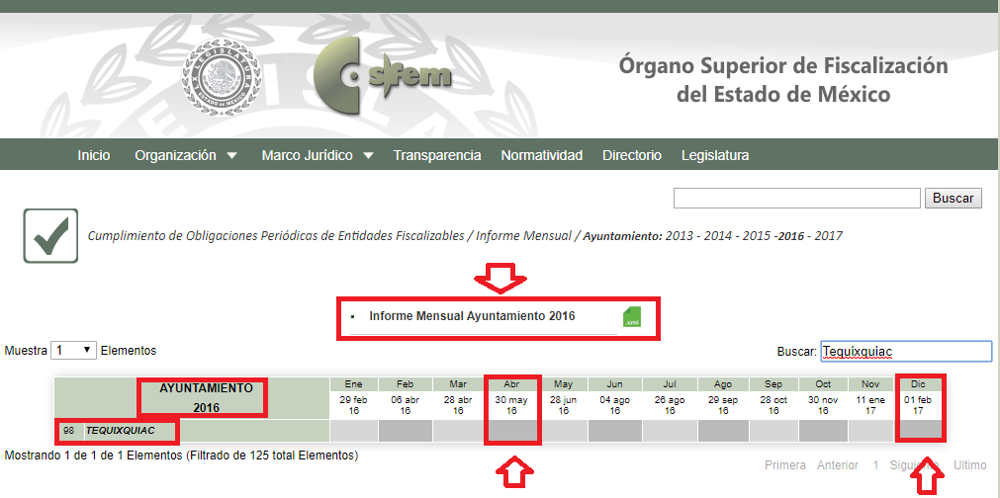 Osfem
Órgano Superior de Fiscalización
del Estado de México
Inicio Organización Marco Jurídico Transparencia Normatividad Directorio Legislatura
Buscar
Cumplimiento de Obligaciones Periódicas de Entidades Fiscalizables / Informe Mensual / Ayuntamiento: 2013 - 2014 - 2015 -2016 - 2017
Informe Mensual Ayuntamiento 2016 .xml
Muestra 1 Elementos Buscar: Tequixquiac
AYUNTAMIENTO
2016
Ene Feb Mar Abr May Jun Jul Ago Sep Oct Nov Dic
29 feb 06 abr 28 abr 30 may 28 jun 04 ago 26 ago 29 sep 28 oct 30 nov 11 ene 01 feb
16 16 16 16 16 16 16 16 16 16 17 17
98 TEQUIXQUIAC
Mostrando 1 de 1 de 1 Elementos (Filtrado de 125 total Elementos)
Primera Anterior 1 Siguiente Ultimo